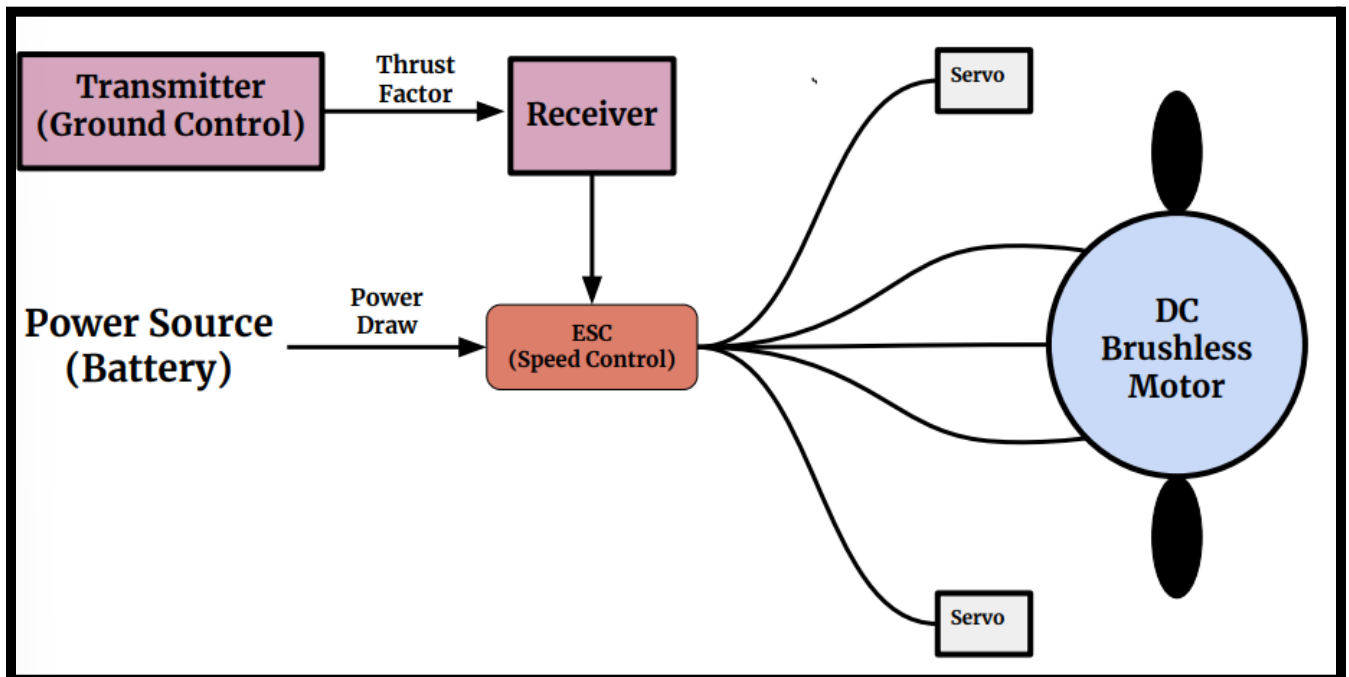 Transmitter
(Ground Control)
Thrust
Factor
Receiver
Servo
Power Source
(Battery)
Power
Draw
ESC
(Speed Control)
DC
Brushless
Motor
Servo